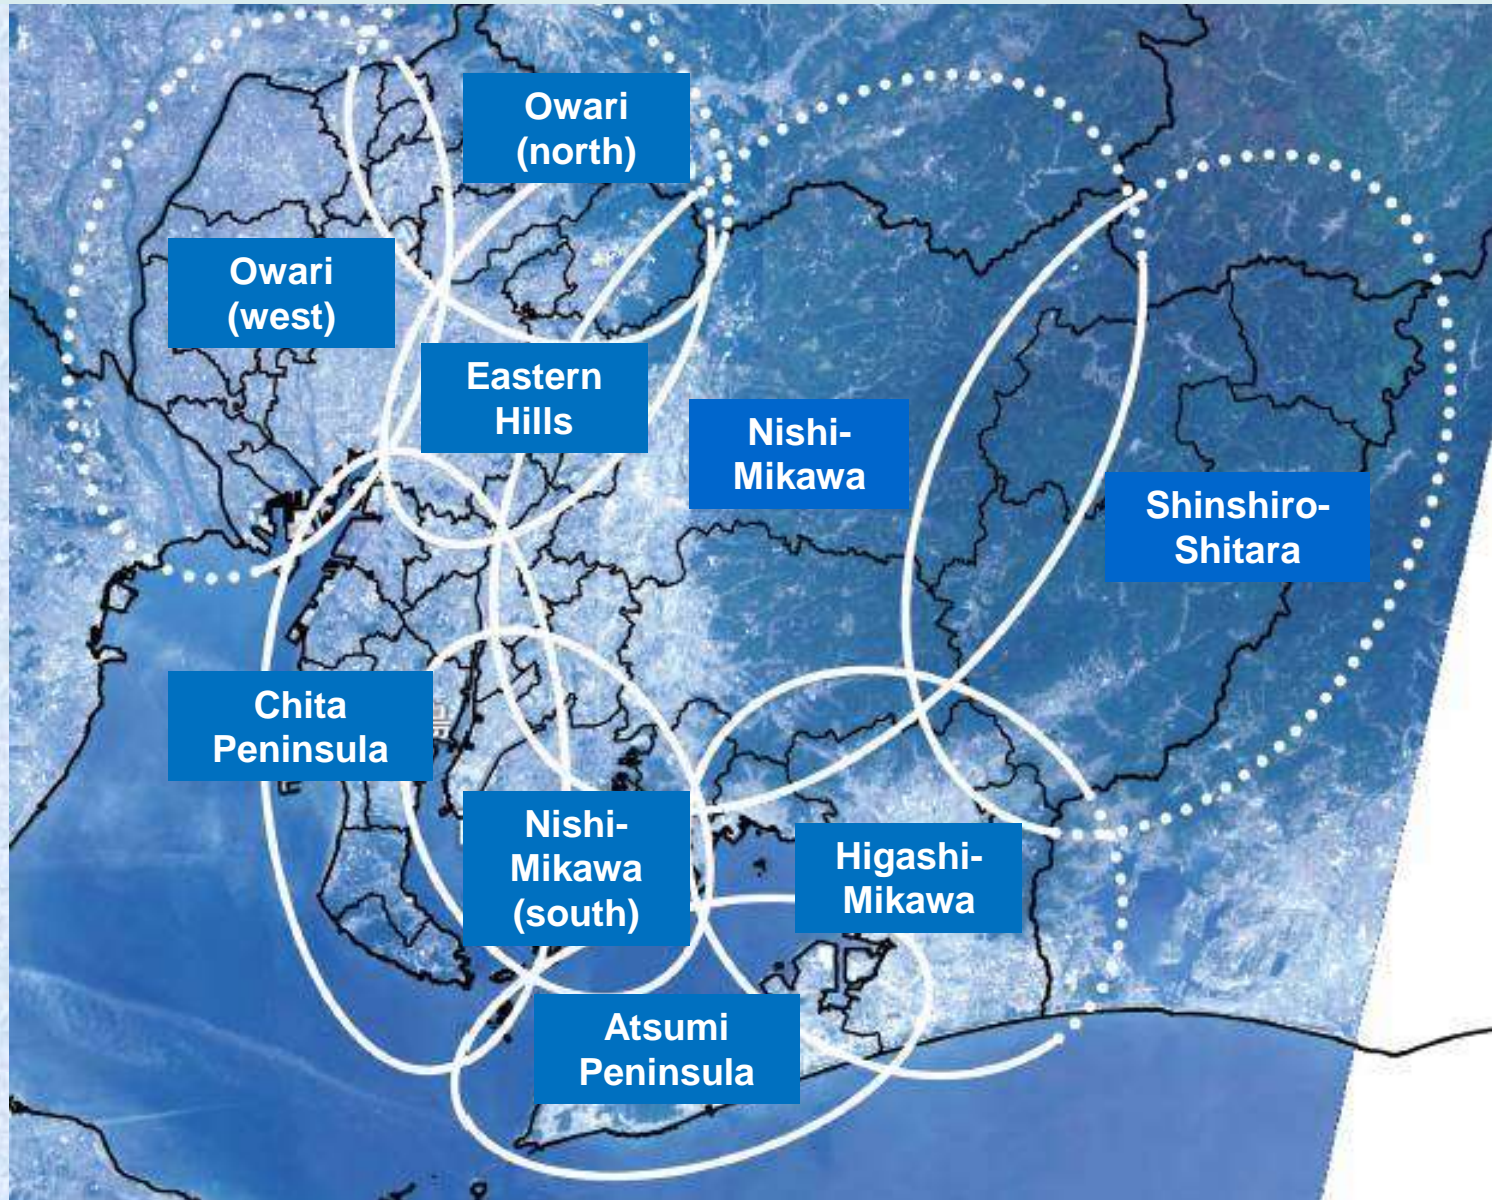 Owari
(north)
Owari
(west)
Eastern
Hills
Nishi-
Mikawa
Shinshiro-
Shitara
Chita
Peninsula
Nishi-
Mikawa
(south)
Higashi-
Mikawa
Atsumi
Peninsula